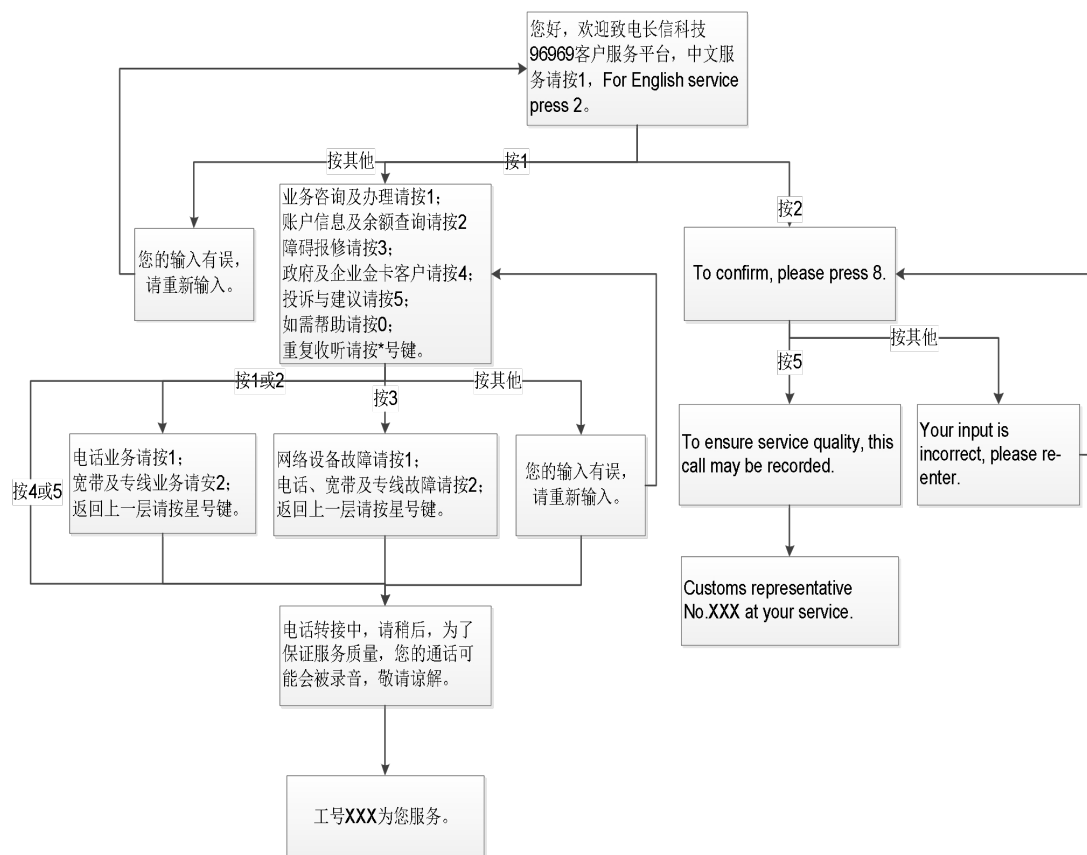 您好，欢迎致电长信科技
96969客户服务平台，中文服
务请按1，For English service
press 2。
按其他
按1
按2
业务咨询及办理请按1；
账户信息及余额查询请按2
障碍报修请按3；
政府及企业金卡客户请按4；
投诉与建议请按5；
如需帮助请按0；
重复收听请按*号键。
您的输入有误，
请重新输入。
To confirm, please press 8.
按1或2
按3
按其他
按5
按其他
按4或5
电话业务请按1；
宽带及专线业务请安2；
返回上一层请按星号键。
网络设备故障请按1；
电话、宽带及专线故障请按2；
返回上一层请按星号键。
您的输入有误，
请重新输入。
To ensure service quality, this
call may be recorded.
Your input is
incorrect, please re-
enter.
Customs representative
No.XXX at your service.
电话转接中，请稍后，为了
保证服务质量，您的通话可
能会被录音，敬请谅解。
工号XXX为您服务。